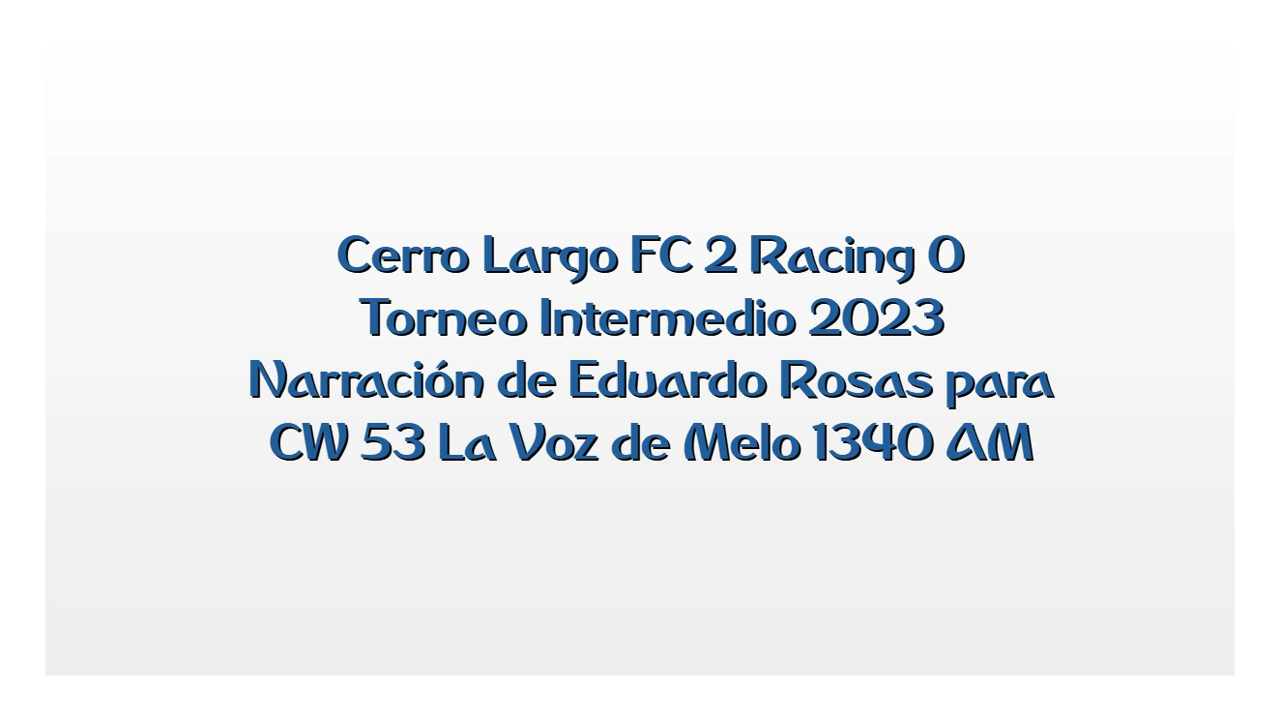 Cerro Largo FC 2 Racing 0
Torneo Intermedio 2023
Narración de Eduardo Rosas para
CW 53 La Voz de Melo 1340 AM